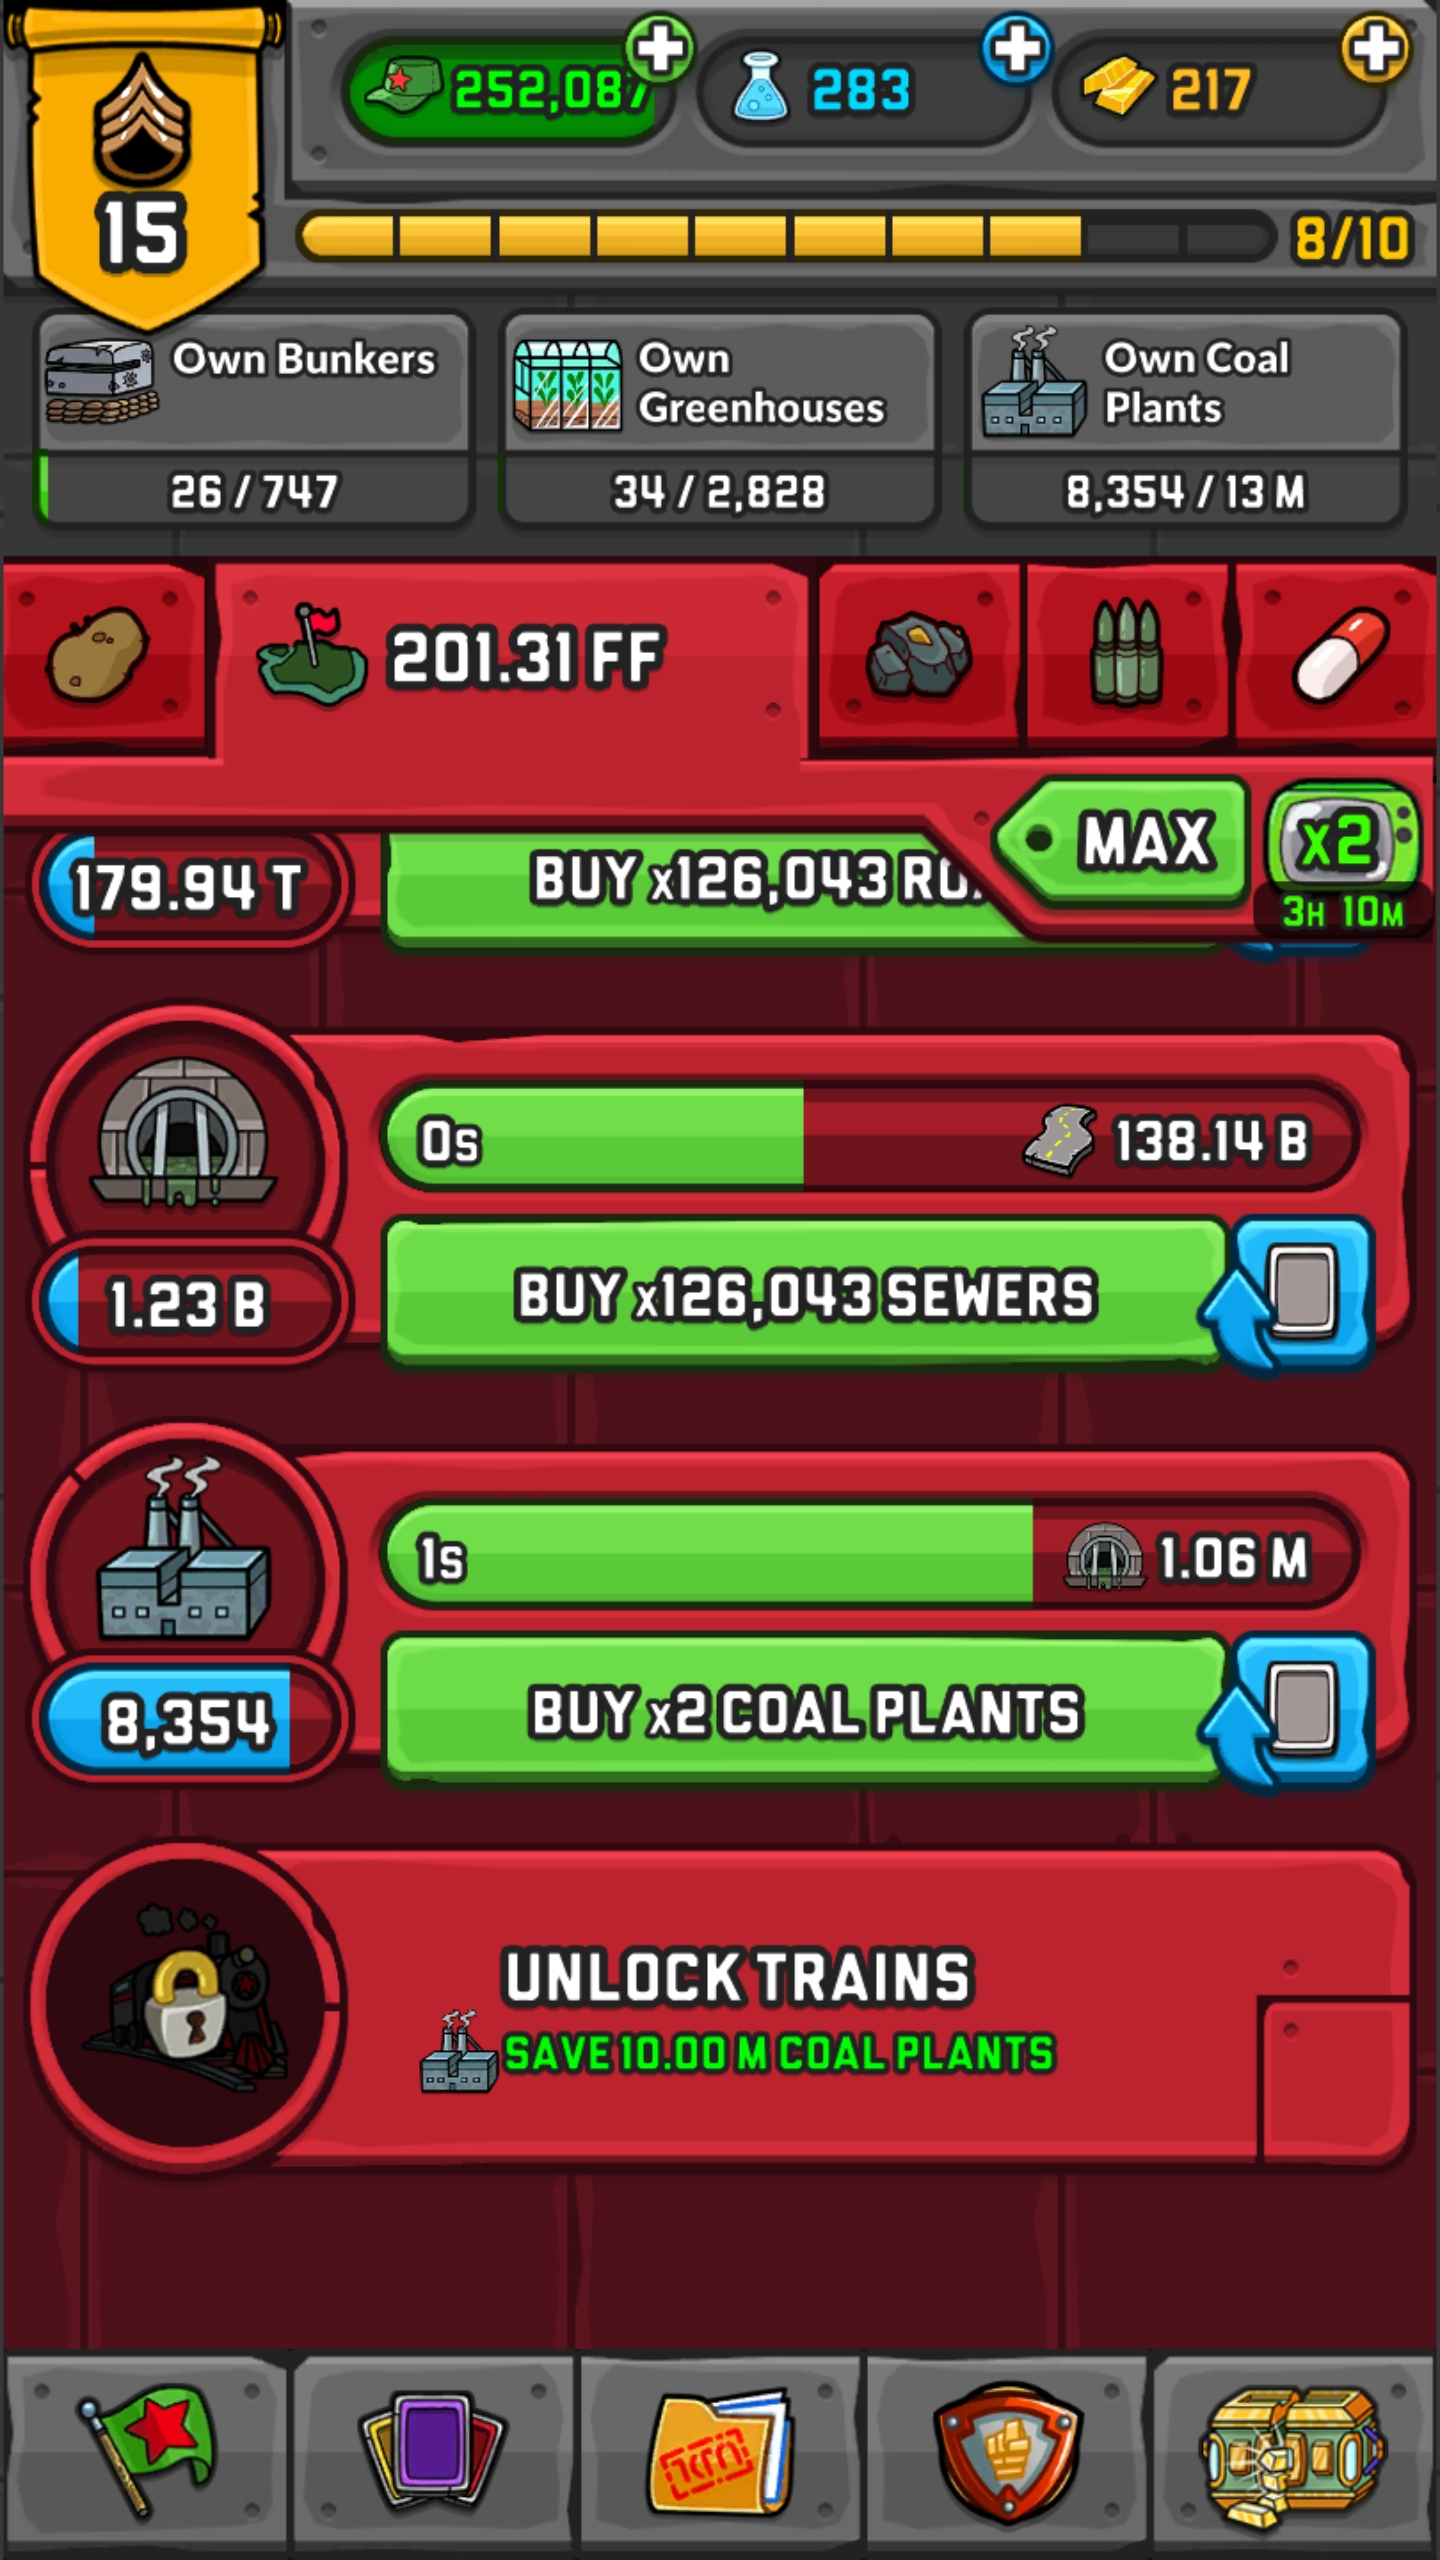 252,087
283
217
15
8/10
Own Bunkers
26 / 747
Own
Greenhouses
34 / 2,828
Own Coal
Plants
8,354 / 13 M
201.31 FF
MAX
x2
3H 10M
179.94 T
BUY x126,043
0s
138.14 B
1.23 B
BUY x126,043 SEWERS
1s
1.06 M
8,354
BUY x2 COAL PLANTS
UNLOCK TRAINS
SAVE 10.00 M COAL PLANTS